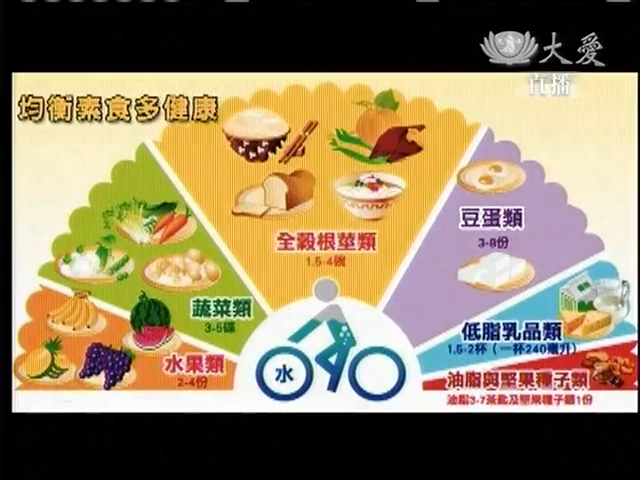 大愛
直播
均衡素食多健康
全穀根莖類
1.5-4碗
豆蛋類
3-8份
蔬菜類
3-5碟
低脂乳品類
1.5-2杯（一杯240毫升）
水果類
2-4份
水
油脂與堅果種子類
油脂3-7茶匙及堅果種子類1份